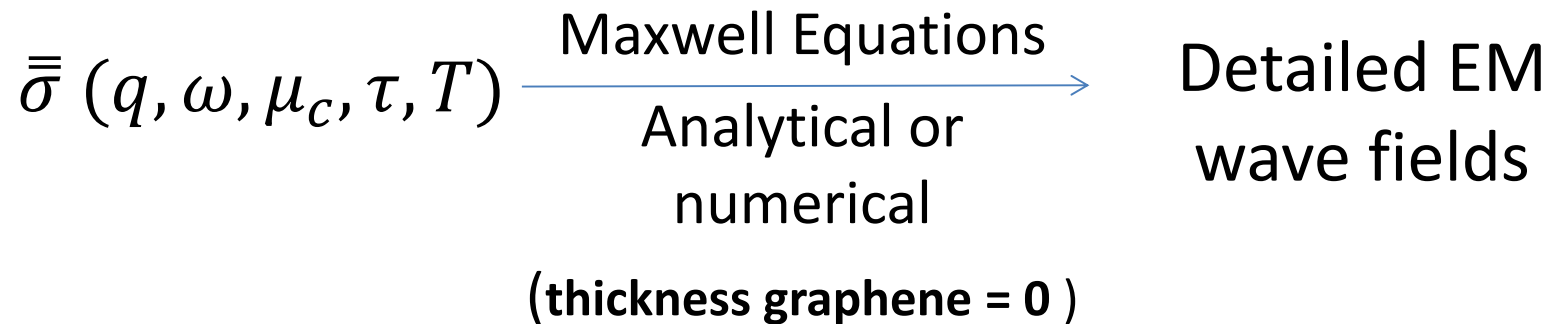 σ̿ (q, ω, μ_c, τ, T)
Maxwell Equations
Analytical or
numerical
(thickness graphene = 0 )
Detailed EM
wave fields